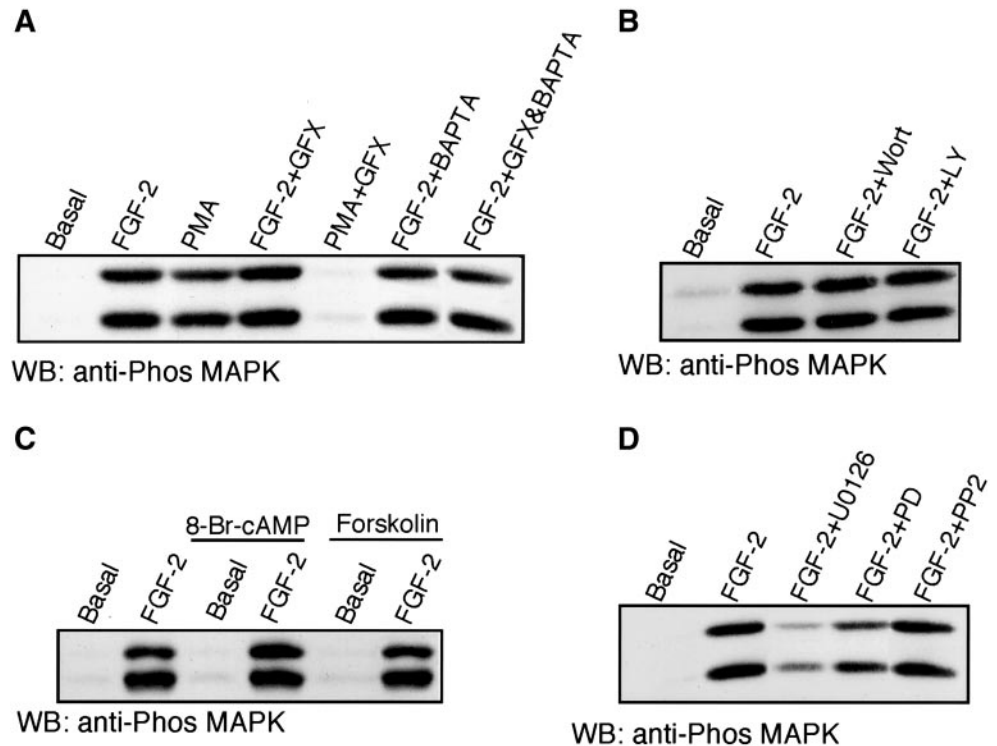 A
Basal
FGF-2
PMA
FGF-2+GFX
PMA+GFX
FGF-2+BAPTA
FGF-2+GFX&BAPTA
WB: anti-Phos MAPK
B
Basal
FGF-2
FGF-2+Wort
FGF-2+LY
WB: anti-Phos MAPK
C
8-Br-cAMP
Forskolin
Basal
FGF-2
Basal
FGF-2
Basal
FGF-2
WB: anti-Phos MAPK
D
Basal
FGF-2
FGF-2+U0126
FGF-2+PD
FGF-2+PP2
WB: anti-Phos MAPK